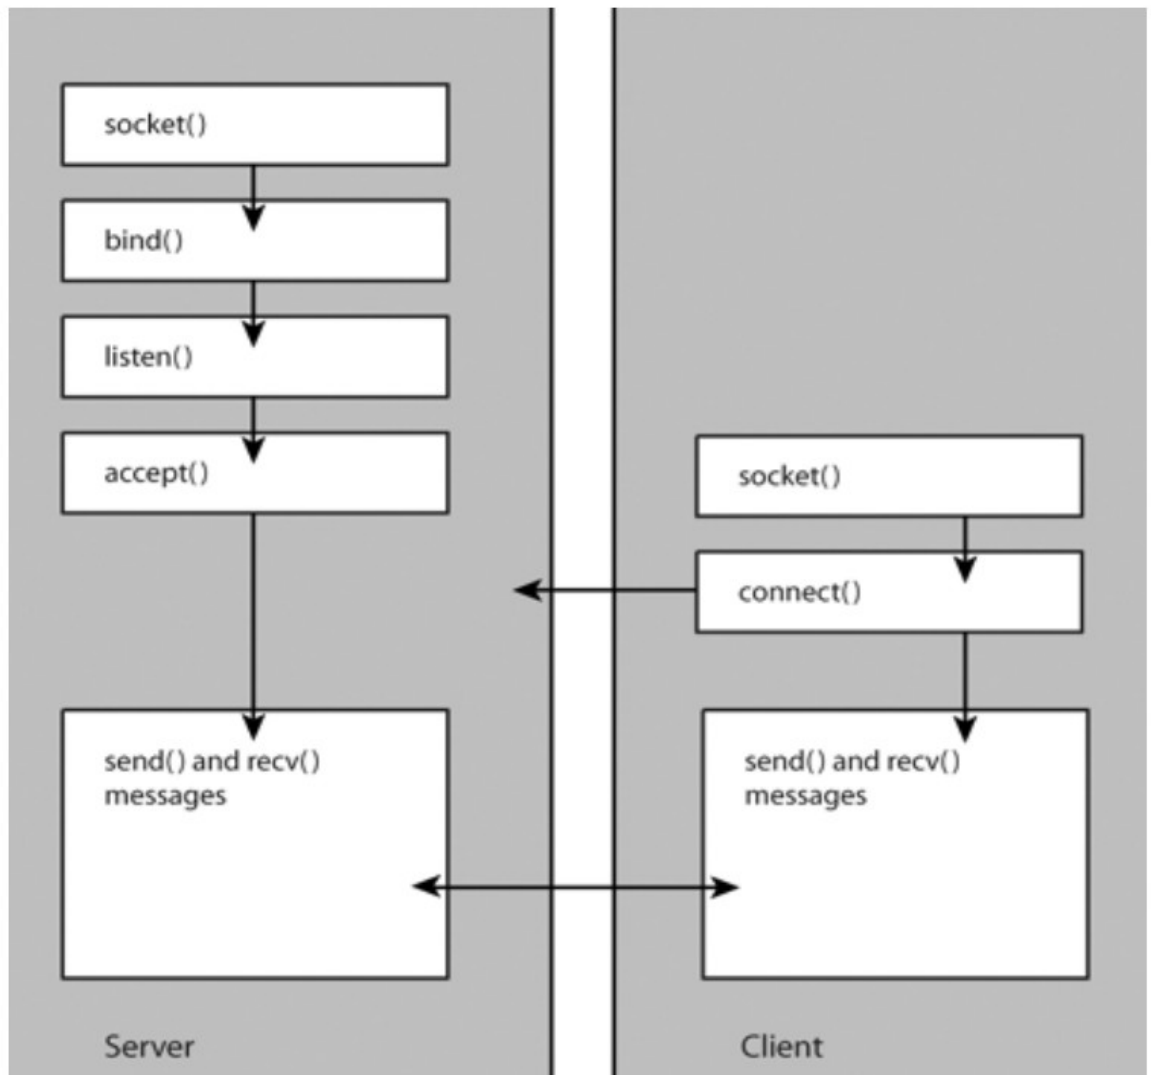 socket()
bind()
listen()
accept()
send() and recv()
messages
Server
socket()
connect()
send() and recv()
messages
Client